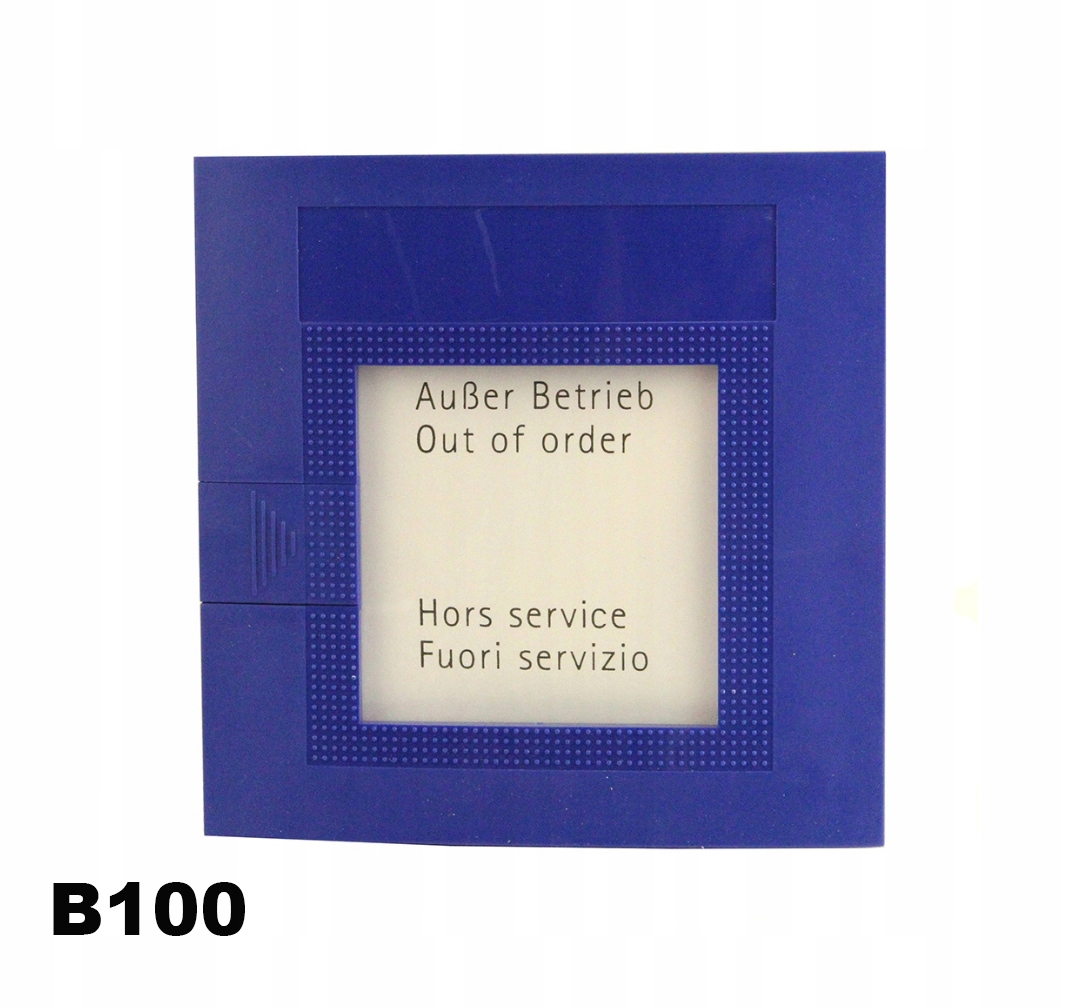 Außer Betrieb
Out of order
Hors service
Fuori servizio
B100